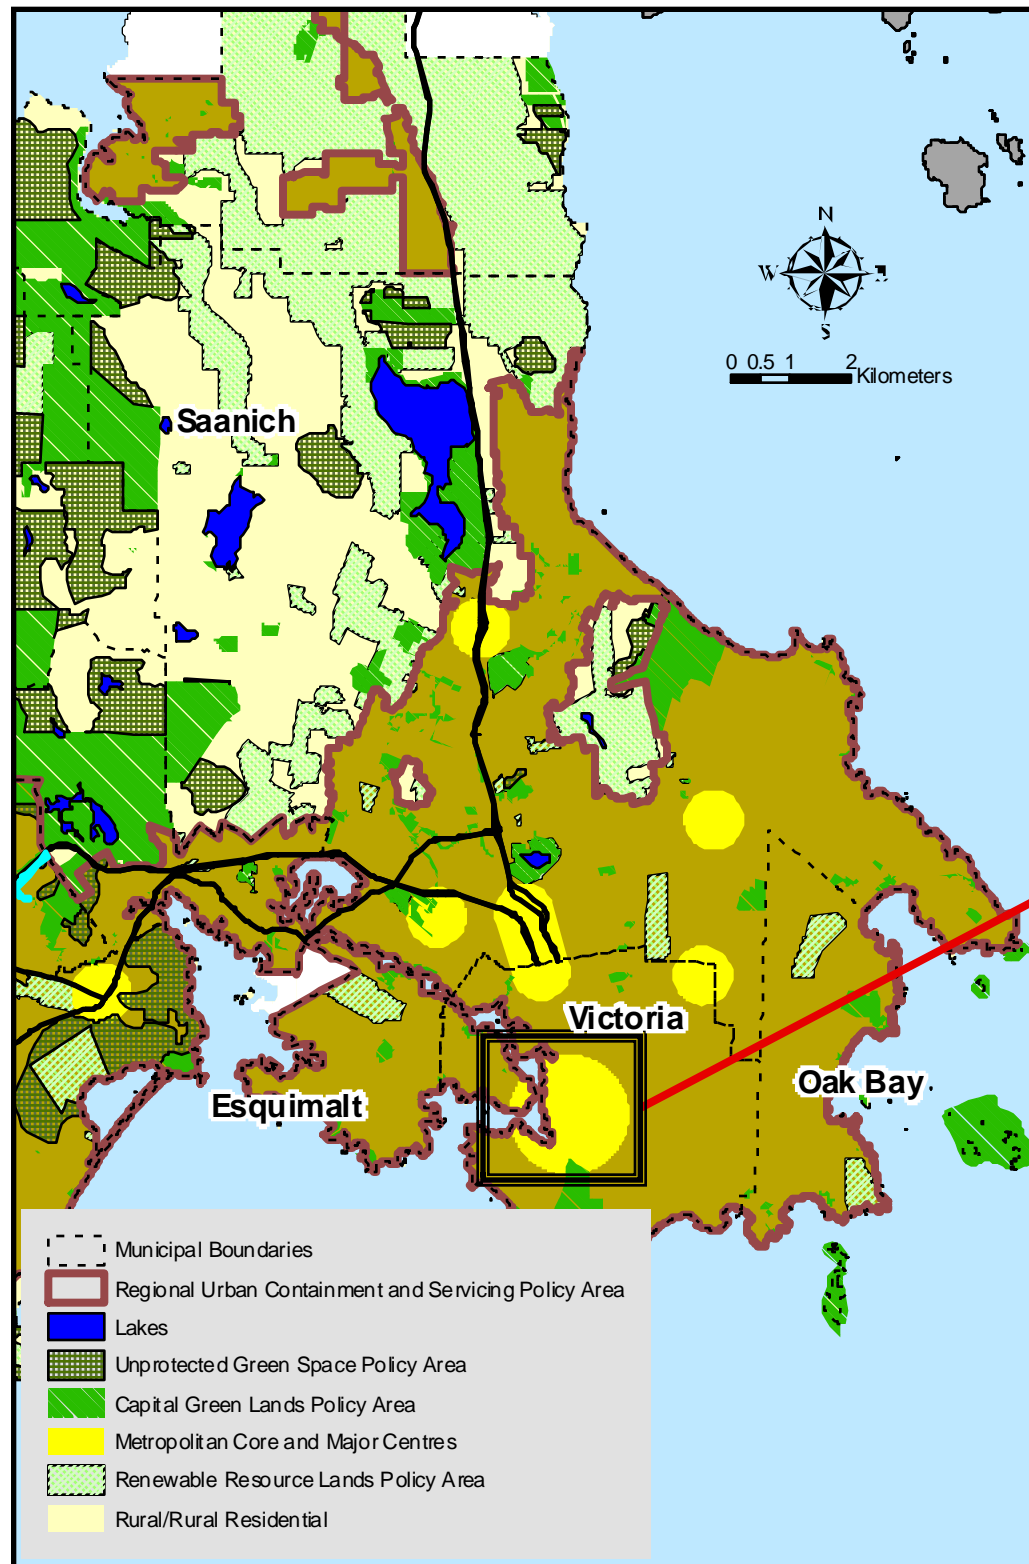 N
W
S
0 0.5 1 2
Kilometers
Saanich
Victoria
Oak Bay
Esquimalt
Municipal Boundaries
Regional Urban Containment and Servicing Policy Area
Lakes
Unprotected Green Space Policy Area
Capital Green Lands Policy Area
Metropolitan Core and Major Centres
Renewable Resource Lands Policy Area
Rural/Rural Residential